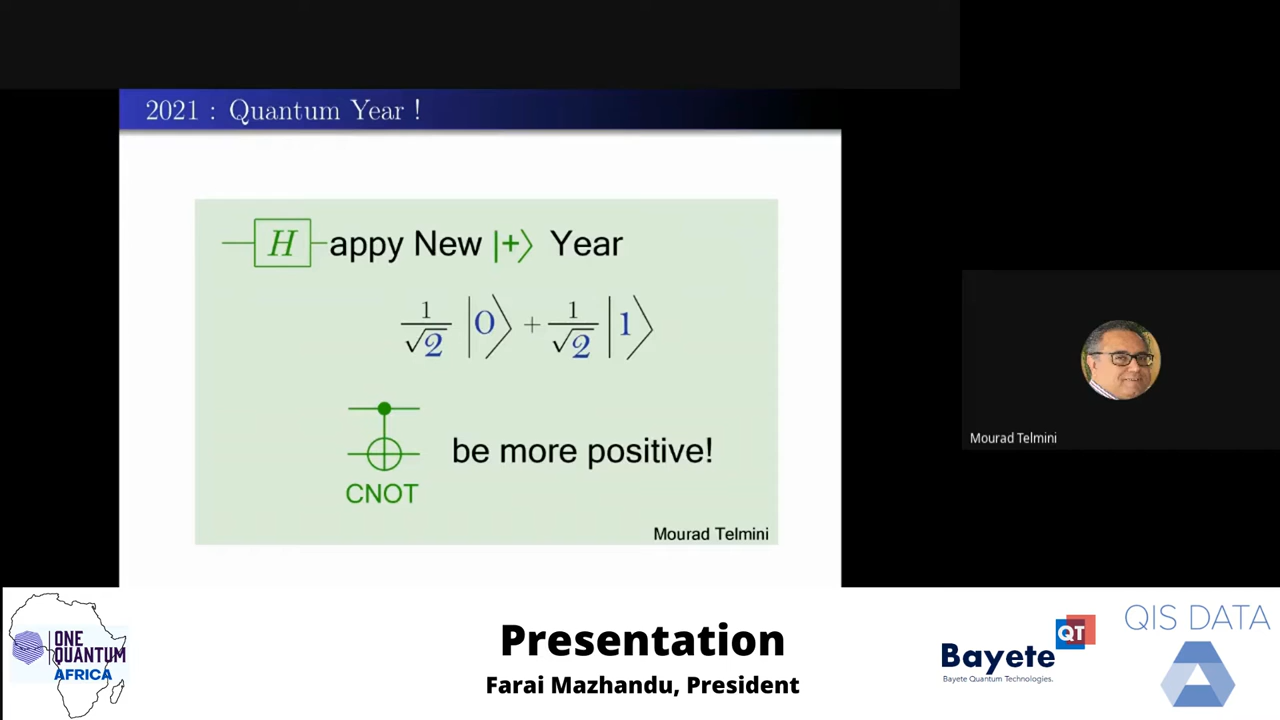 2021 : Quantum Year !
H appy New |+⟩ Year
1/√2 |0⟩ + 1/√2 |1⟩
CNOT be more positive!
Mourad Telmini
Mourad Telmini
ONE
QUANTUM
AFRICA
Presentation
Farai Mazhandu, President
Bayete QT
Bayete Quantum Technologies.
QIS DATA